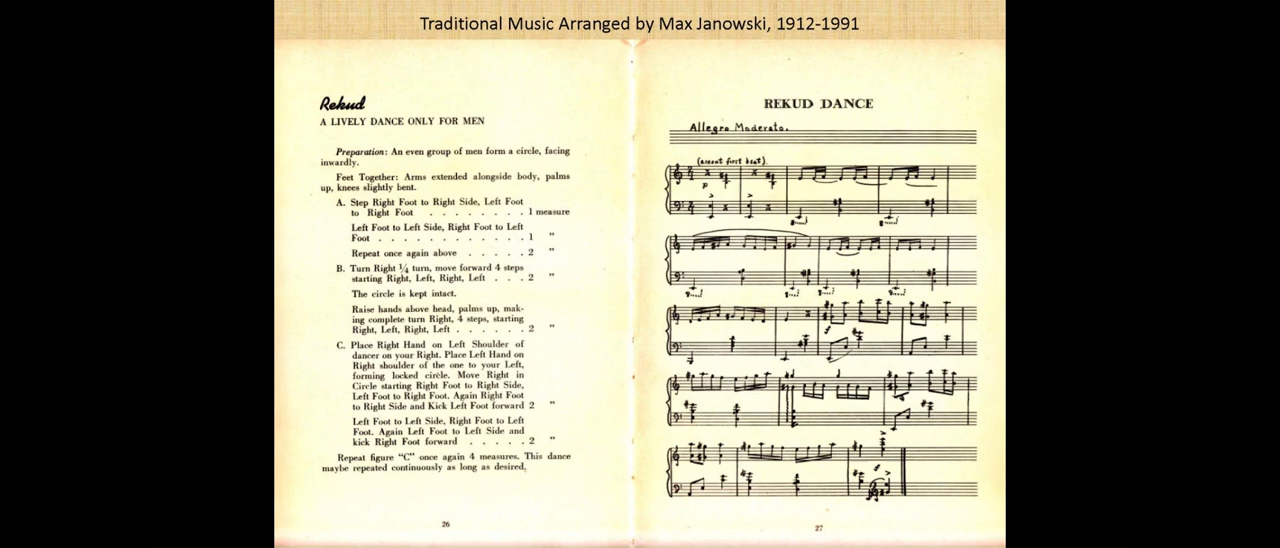 Traditional Music Arranged by Max Janowski, 1912-1991
Rekud
A LIVELY DANCE ONLY FOR MEN
Preparation: An even group of men form a circle, facing
inwardly.
Feet Together: Arms extended alongside body, palms
up, knees slightly bent.
A. Step Right Foot to Right Side, Left Foot
to Right Foot . . . . . . . . 1 measure
Left Foot to Left Side, Right Foot to Left
Foot . . . . . . . . . . . 1 "
Repeat once again above . . . . . 2 "
B. Turn Right ¼ turn, move forward 4 steps
starting Right, Left, Right, Left . . . 2 "
The circle is kept intact.
Raise hands above head, palms up, mak-
ing complete turn Right, 4 steps, starting
Right, Left, Right, Left . . . . . . 2 "
C. Place Right Hand on Left Shoulder of
dancer on your Right. Place Left Hand on
Right shoulder of the one to your Left,
forming locked circle. Move Right in
Circle starting Right Foot to Right Side,
Left Foot to Right Foot. Again Right Foot
to Right Side and Kick Left Foot forward 2 "
Left Foot to Left Side, Right Foot to Left
Foot. Again Left Foot to Left Side and
kick Right Foot forward . . . . . 2 "
Repeat figure "C" once again 4 measures. This dance
maybe repeated continuously as long as desired.
26
REKUD DANCE
Allegro Moderato.
(accent first beat).
27